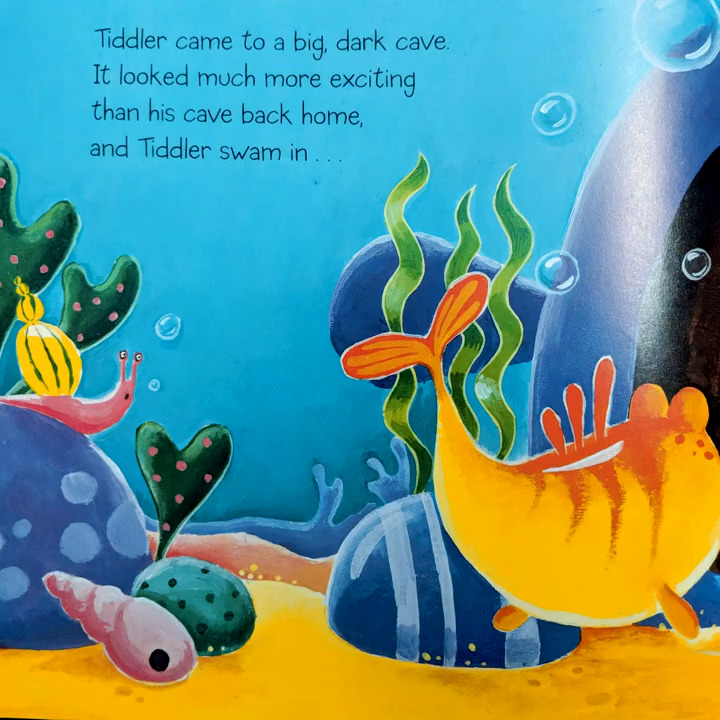 Tiddler came to a big, dark cave.
It looked much more exciting
than his cave back home,
and Tiddler swam in . . .